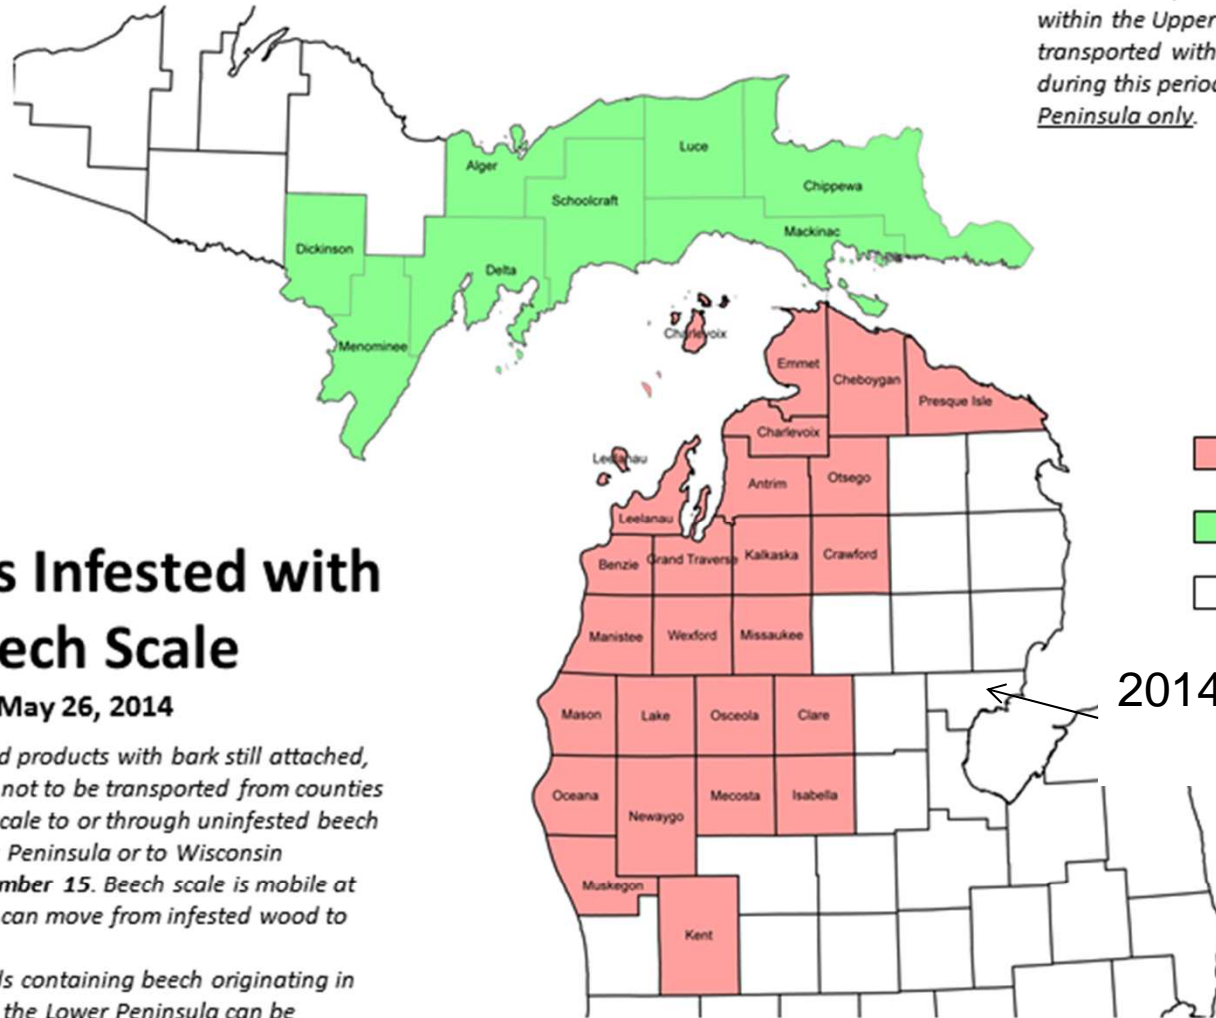 within the Upper
transported with
during this period
Peninsula only.
Luce
Alger
Chippewa
Schoolcraft
Mackinac
Dickinson
Delta
Charlevoix
Menominee
Emmet
Cheboygan
Presque Isle
Charlevoix
Leelanau
Otsego
Antrim
Leelanau
Kalkaska
Crawford
Grand Traverse
Benzie
s Infested with
Manistee
Wexford
Missaukee
ech Scale
2014
May 26, 2014
Mason
Lake
Osceola
Clare
d products with bark still attached,
not to be transported from counties
Oceana
Mecosta
Isabella
Newaygo
cale to or through uninfested beech
Peninsula or to Wisconsin
mber 15. Beech scale is mobile at
Muskegon
can move from infested wood to
Kent
ls containing beech originating in
the Lower Peninsula can be